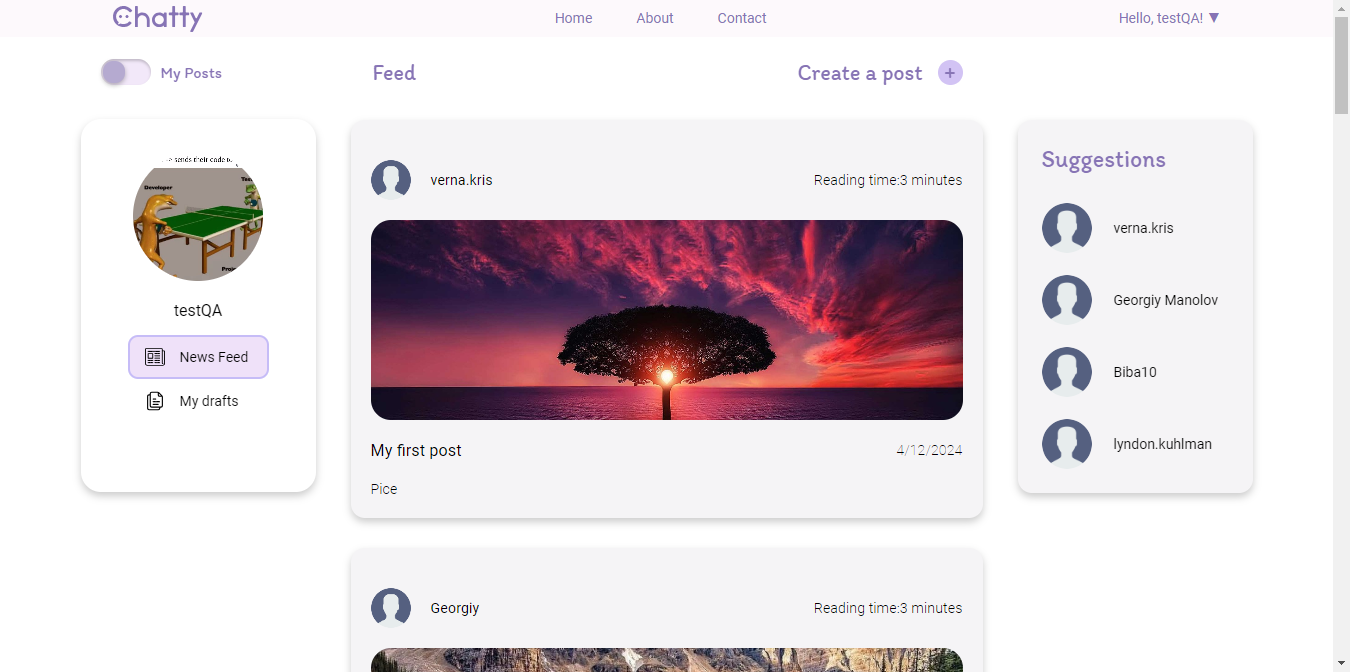 Chatty
Home
About
Contact
Hello, testQA! ▼
My Posts
Feed
Create a post +
sends their code to
Developer
testQA
News Feed
My drafts
verna.kris
Reading time:3 minutes
My first post
4/12/2024
Pice
Georgiy
Reading time:3 minutes
Suggestions
verna.kris
Georgiy Manolov
Biba10
lyndon.kuhlman